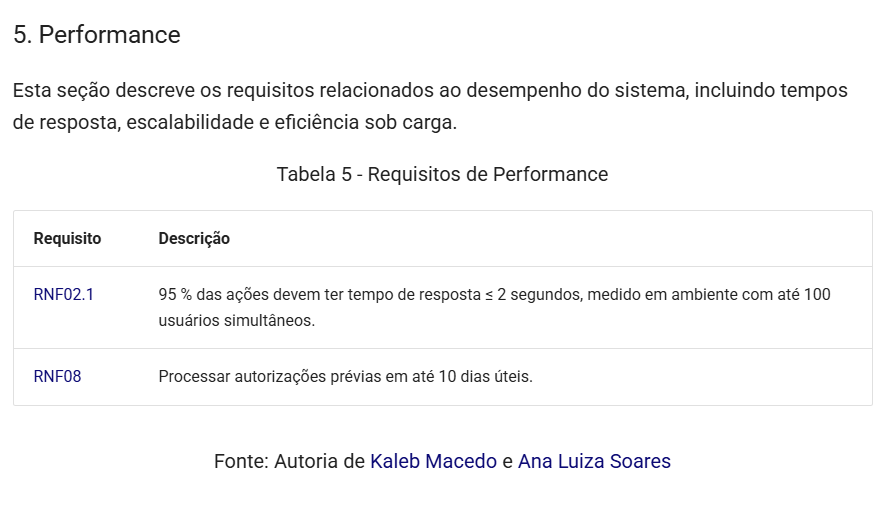 5. Performance
Esta seção descreve os requisitos relacionados ao desempenho do sistema, incluindo tempos
de resposta, escalabilidade e eficiência sob carga.
Tabela 5 - Requisitos de Performance
Requisito Descrição
RNF02.1 95 % das ações devem ter tempo de resposta ≤ 2 segundos, medido em ambiente com até 100
usuários simultâneos.
RNF08 Processar autorizações prévias em até 10 dias úteis.
Fonte: Autoria de Kaleb Macedo e Ana Luiza Soares